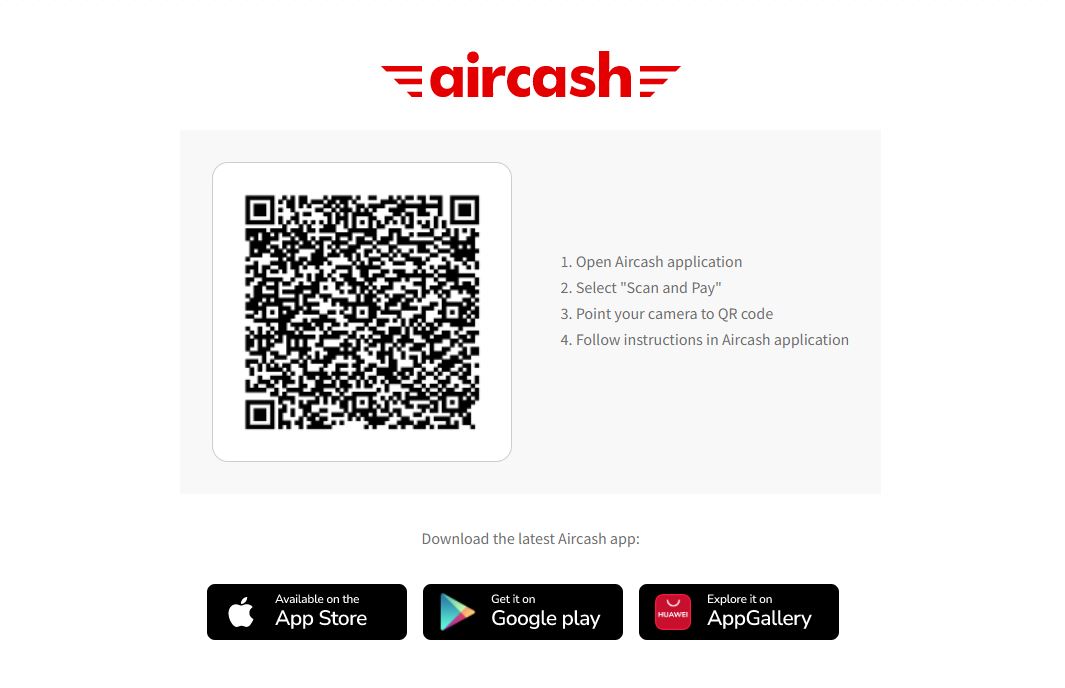 aircash
1. Open Aircash application
2. Select "Scan and Pay"
3. Point your camera to QR code
4. Follow instructions in Aircash application
Download the latest Aircash app:
Available on the
App Store
Get it on
Google play
HUAWEI
Explore it on
AppGallery